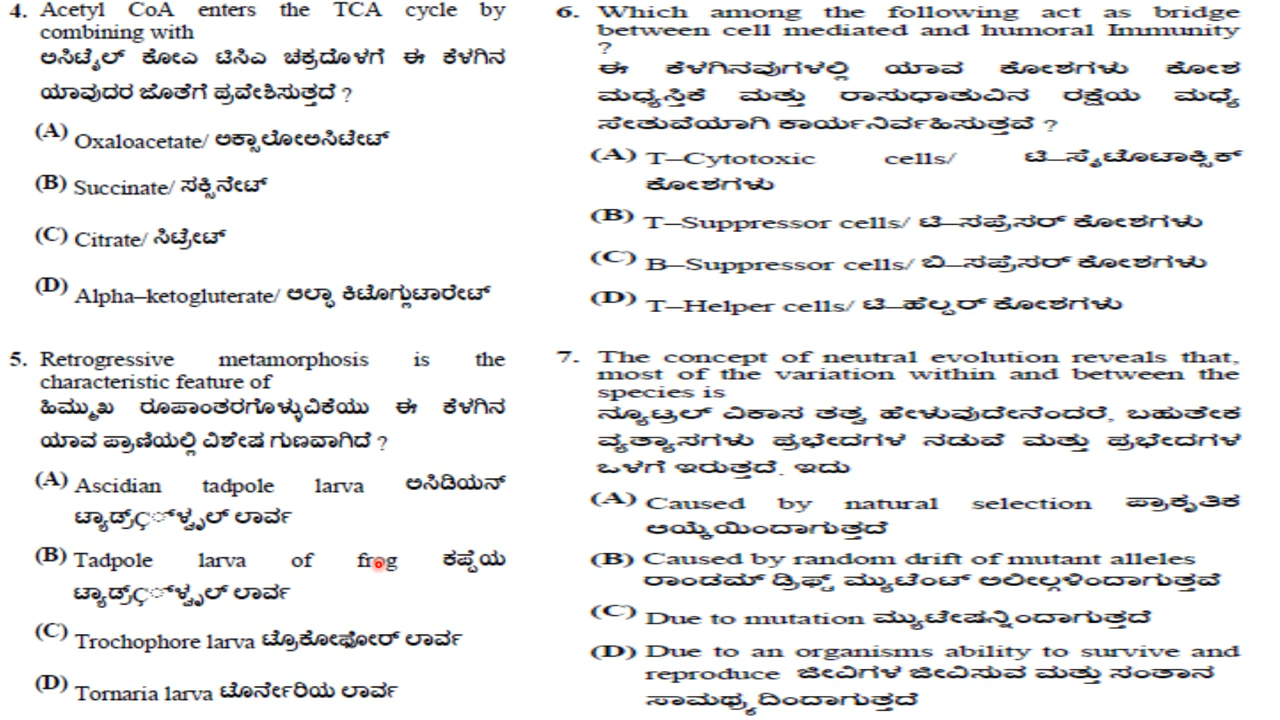 4. Acetyl CoA enters the TCA cycle by
combining with
ಅಸಿಟೈಲ್ ಕೋಎ ಟಿಸಿಎ ಚಕ್ರದೊಳಗೆ ಈ ಕೆಳಗಿನ
ಯಾವುದರ ಜೊತೆಗೆ ಪ್ರವೇಶಿಸುತ್ತದೆ ?
(A) Oxaloacetate/ ಅಕ್ಸಾಲೋಅಸಿಟೇಟ್
(B) Succinate/ ಸಕ್ಸಿನೇಟ್
(C) Citrate/ ಸಿಟ್ರೇಟ್
(D) Alpha–ketogluterate/ ಅಲ್ಫಾ ಕಿಟೊಗ್ಲುಟಾರೇಟ್
5. Retrogressive metamorphosis is the
characteristic feature of
ಹಿಮ್ಮುಖ ರೂಪಾಂತರಗೊಳ್ಳುವಿಕೆಯು ಈ ಕೆಳಗಿನ
ಯಾವ ಪ್ರಾಣಿಯಲ್ಲಿ ವಿಶೇಷ ಗುಣವಾಗಿದೆ ?
(A) Ascidian tadpole larva ಅಸಿಡಿಯನ್
ಲಾರ್ವ
(B) Tadpole larva of frog ಕಪ್ಪೆಯ
ಲಾರ್ವ
(C) Trochophore larva ಟ್ರೊಕೋಫೋರ್ ಲಾರ್ವ
(D) Tornaria larva ಟೊರ್ನೇರಿಯ ಲಾರ್ವ
6. Which among the following act as bridge
between cell mediated and humoral Immunity
?
ಈ ಕೆಳಗಿನವುಗಳಲ್ಲಿ ಯಾವ ಕೋಶಗಳು ಕೋಶ
ಮಧ್ಯಸ್ತಿಕೆ ಮತ್ತು ರಾಸುಧಾತುವಿನ ರಕ್ಷೆಯ ಮಧ್ಯೆ
ಸೇತುವೆಯಾಗಿ ಕಾರ್ಯನಿರ್ವಹಿಸುತ್ತವೆ ?
(A) T–Cytotoxic cells/ ಟಿ–ಸೈಟೊಟಾಕ್ಸಿಕ್
ಕೋಶಗಳು
(B) T–Suppressor cells/ ಟಿ–ಸಪ್ರೆಸರ್ ಕೋಶಗಳು
(C) B–Suppressor cells/ ಬಿ–ಸಪ್ರೆಸರ್ ಕೋಶಗಳು
(D) T–Helper cells/ ಟಿ–ಹೆಲ್ಪರ್ ಕೋಶಗಳು
7. The concept of neutral evolution reveals that,
most of the variation within and between the
species is
ನ್ಯೂಟ್ರಲ್ ವಿಕಾಸ ತತ್ವ ಹೇಳುವುದೇನೆಂದರೆ, ಬಹುತೇಕ
ವ್ಯತ್ಯಾಸಗಳು ಪ್ರಭೇದಗಳ ನಡುವೆ ಮತ್ತು ಪ್ರಭೇದಗಳ
ಒಳಗೆ ಇರುತ್ತದೆ. ಇದು
(A) Caused by natural selection ಪ್ರಾಕೃತಿಕ
ಆಯ್ಕೆಯಿಂದಾಗುತ್ತದೆ
(B) Caused by random drift of mutant alleles
ರಾಂಡಮ್ ಡ್ರಿಫ್ಟ್ ಮ್ಯುಟೆಂಟ್ ಅಲೀಲ್ಗಳಿಂದಾಗುತ್ತವೆ
(C) Due to mutation ಮ್ಯುಟೇಷನ್ನಿಂದಾಗುತ್ತದೆ
(D) Due to an organisms ability to survive and
reproduce ಜೀವಿಗಳ ಜೀವಿಸುವ ಮತ್ತು ಸಂತಾನ
ಸಾಮರ್ಥ್ಯದಿಂದಾಗುತ್ತದೆ